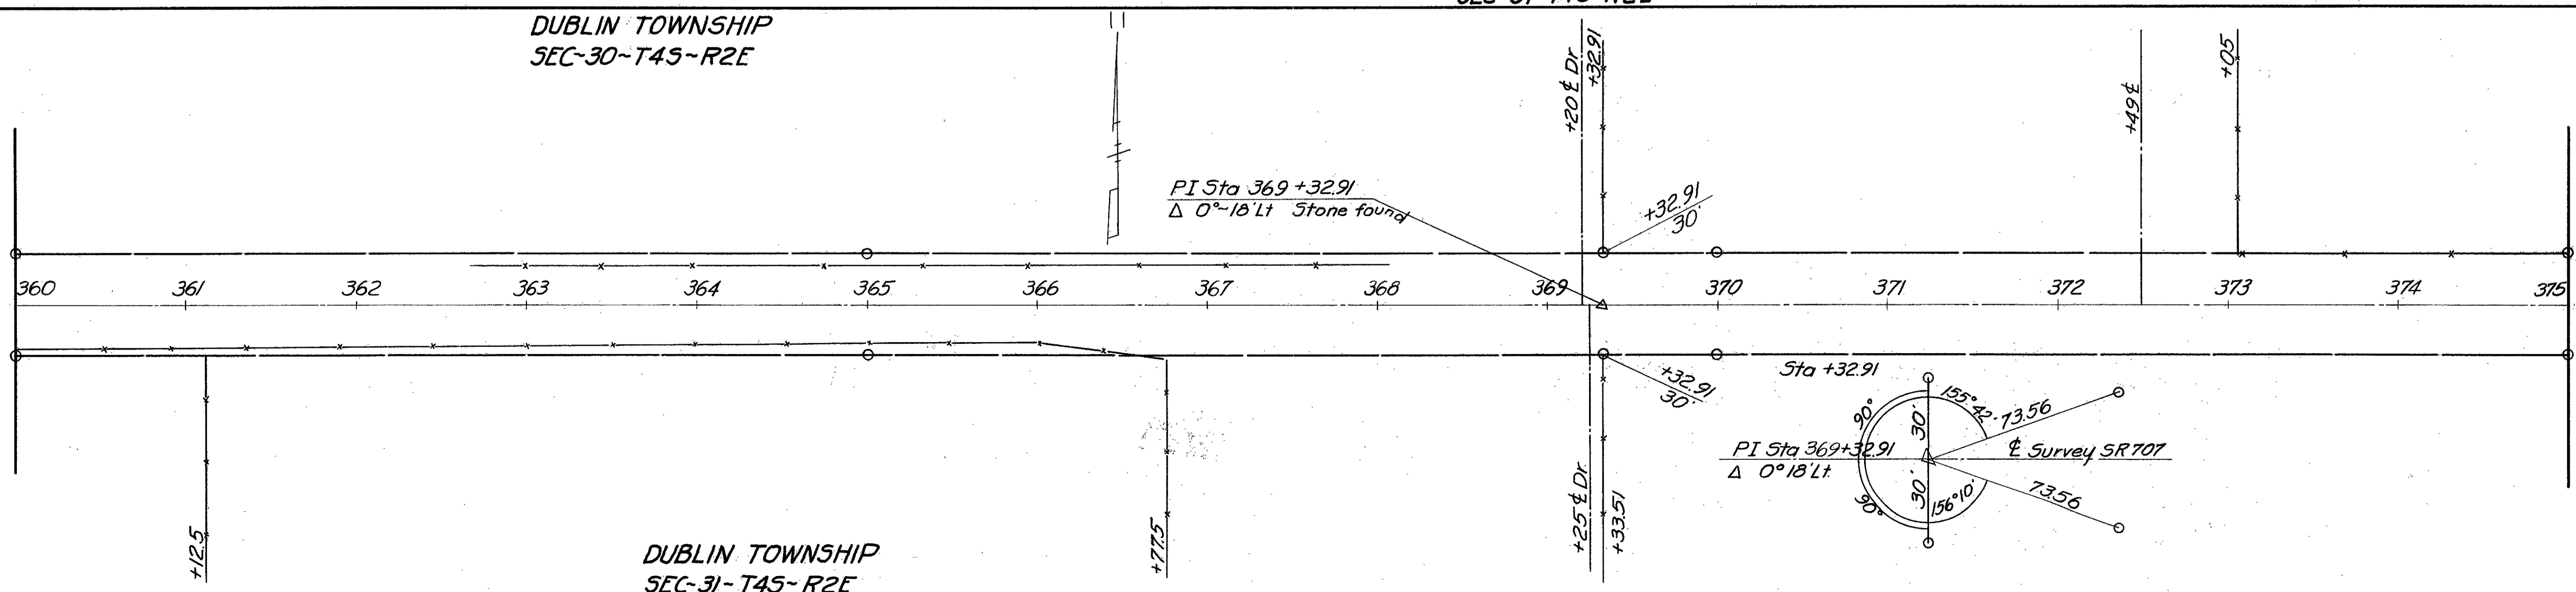 DUBLIN TOWNSHIP
SEC~30~T4S~R2E
+20 ℄ Dr.
+32.91
+49 ℄
+05
PI Sta 369 +32.91
Δ 0°~18' Lt Stone found
+32.91
30'
360 361 362 363 364 365 366 367 368 369 370 371 372 373 374 375
+32.91
30'
Sta +32.91
155°42'
73.56
90°
30'
PI Sta 369+32.91
℄ Survey SR 707
Δ 0°18' Lt.
30'
156°10'
73.56
90°
+12.5
+77.5
+25 ℄ Dr.
+33.51
DUBLIN TOWNSHIP
SEC~31~T4S~R2E